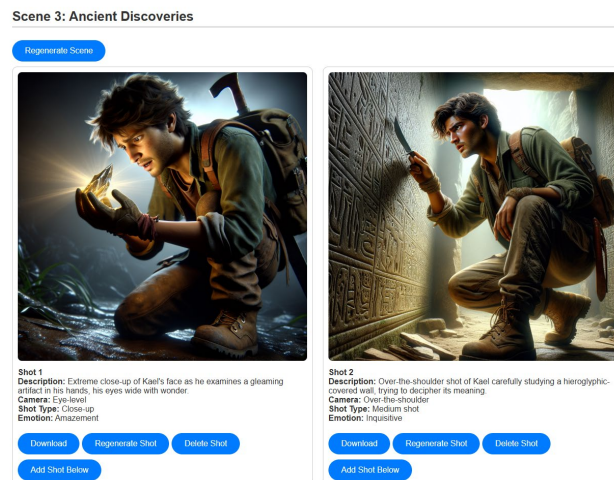 Scene 3: Ancient Discoveries
Regenerate Scene
Shot 1
Description: Extreme close-up of Kael's face as he examines a gleaming
artifact in his hands, his eyes wide with wonder.
Camera: Eye-level
Shot Type: Close-up
Emotion: Amazement
Download Regenerate Shot Delete Shot
Add Shot Below
Shot 2
Description: Over-the-shoulder shot of Kael carefully studying a hieroglyphic-
covered wall, trying to decipher its meaning.
Camera: Over-the-shoulder
Shot Type: Medium shot
Emotion: Inquisitive
Download Regenerate Shot Delete Shot
Add Shot Below